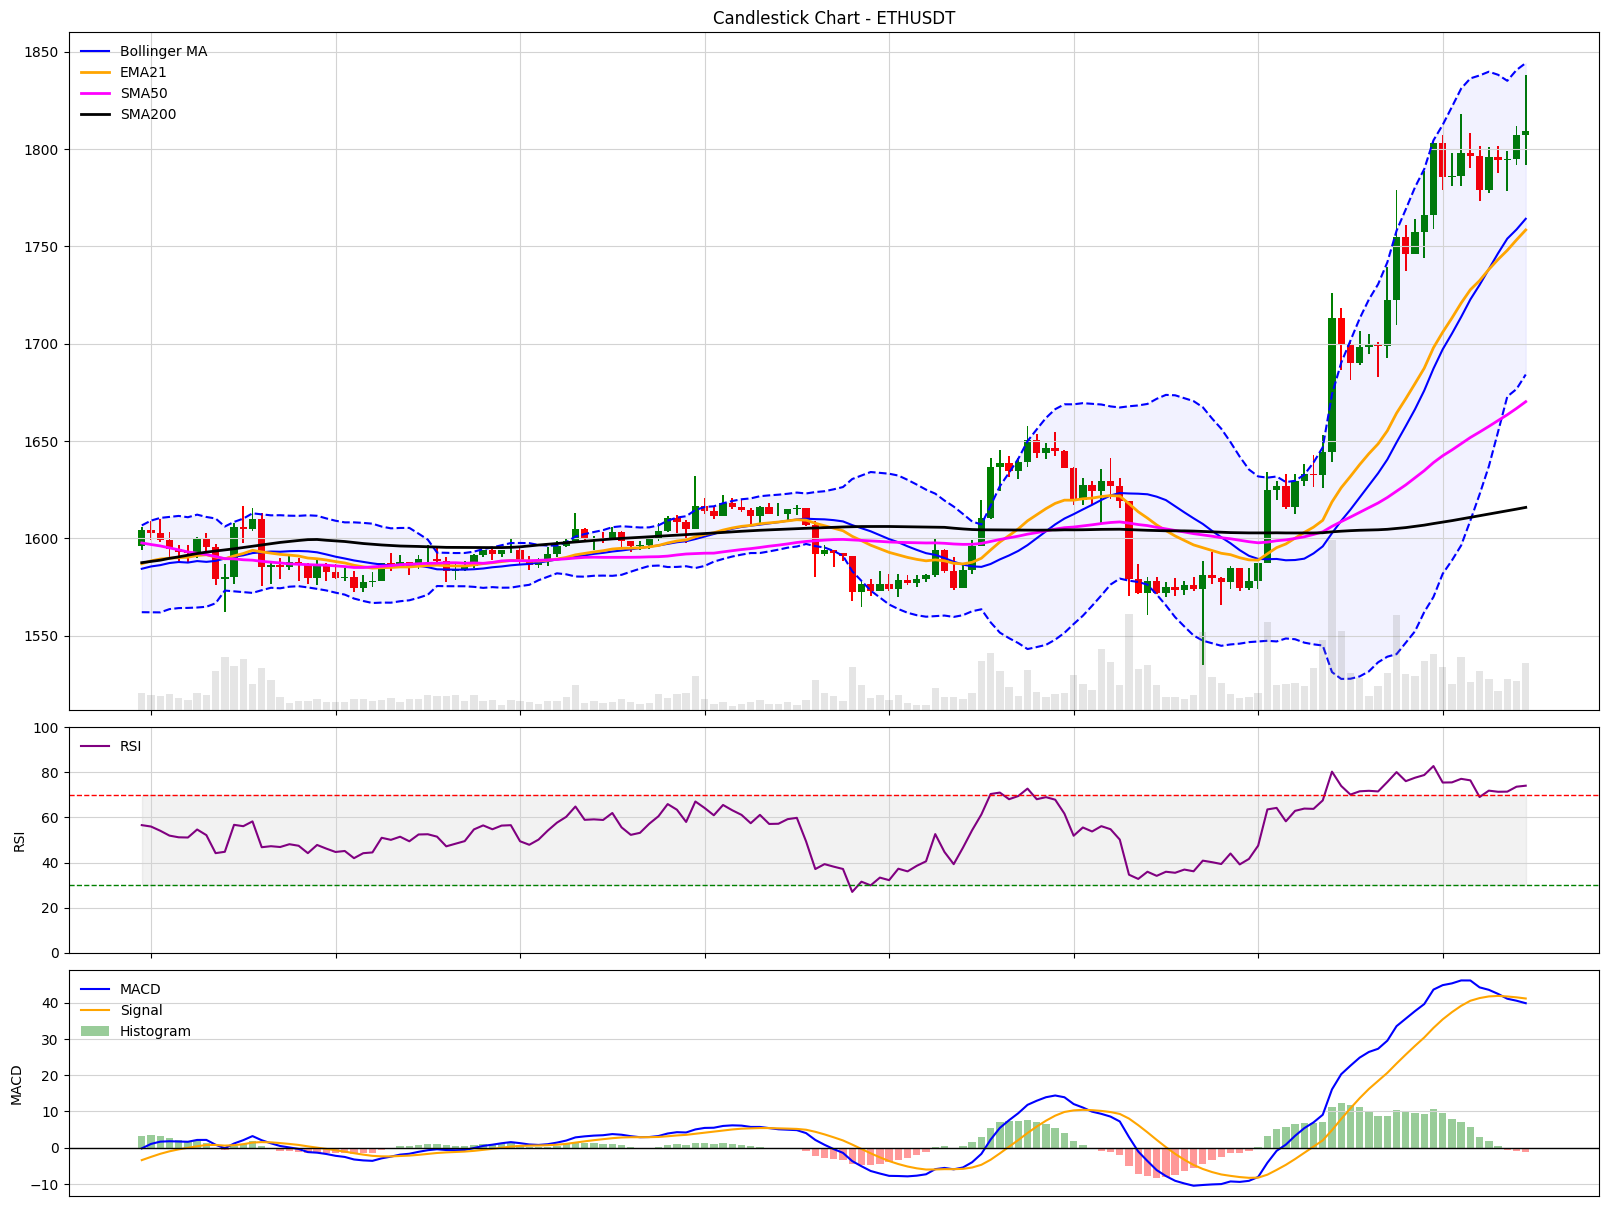 Candlestick Chart - ETHUSDT
Bollinger MA
EMA21
SMA50
SMA200
1850
1800
1750
1700
1650
1600
1550
RSI
RSI
100
80
60
40
20
0
MACD
Signal
Histogram
MACD
40
30
20
10
0
−10